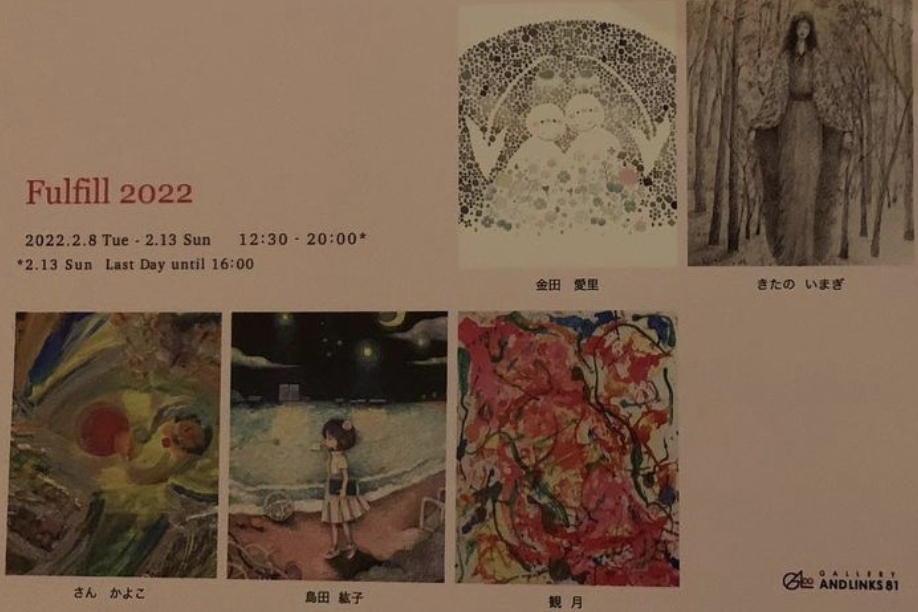 Fulfill 2022
2022.2.8 Tue - 2.13 Sun 12:30 - 20:00*
*2.13 Sun Last Day until 16:00
金田 愛里
きたの いまぎ
さん かよこ
島田 紘子
観 月
GALLERY
ANDLINKS 81